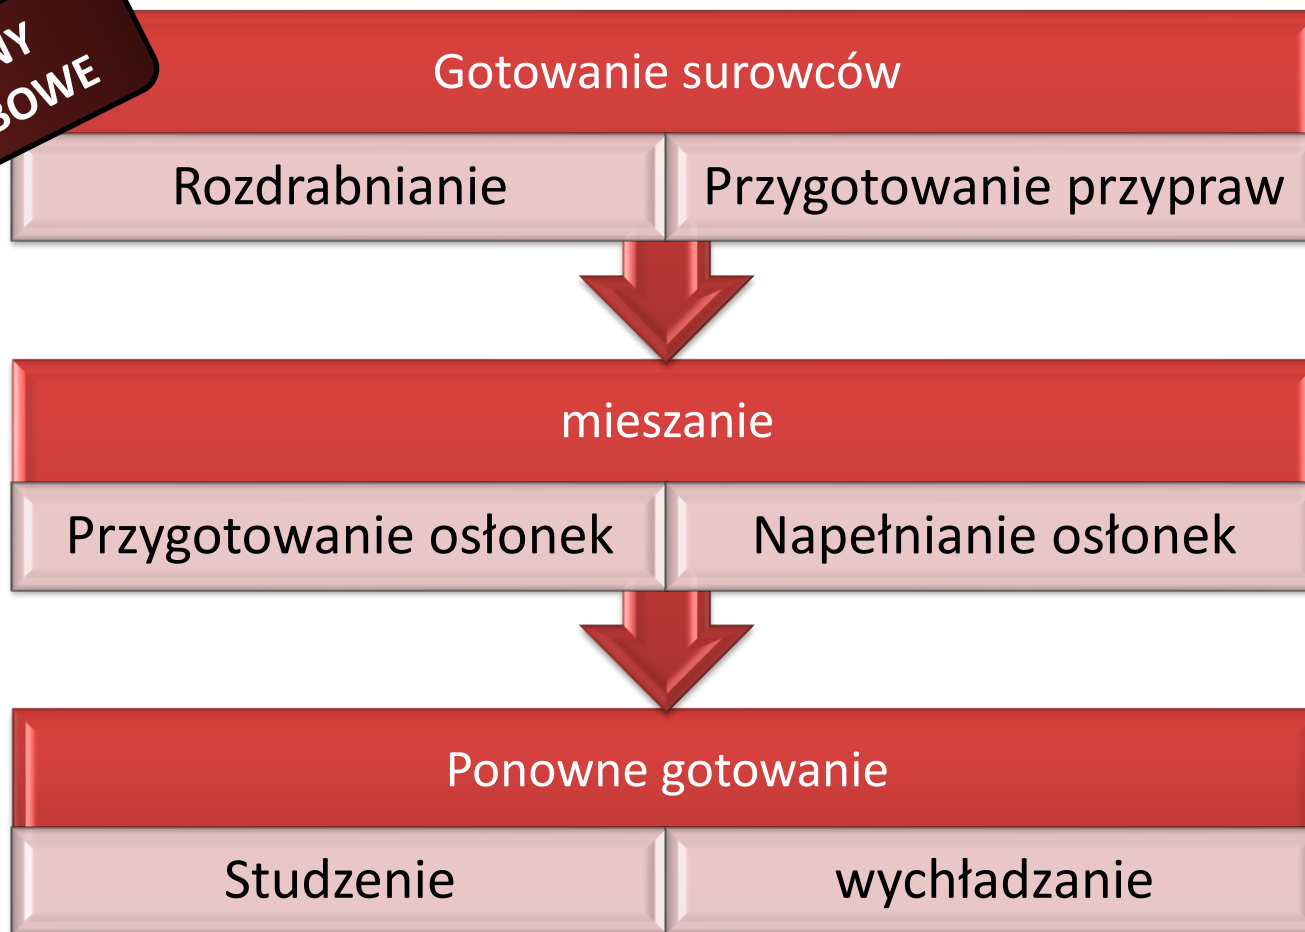 Gotowanie surowców
Rozdrabnianie
Przygotowanie przypraw
mieszanie
Przygotowanie osłonek
Napełnianie osłonek
Ponowne gotowanie
Studzenie
wychładzanie